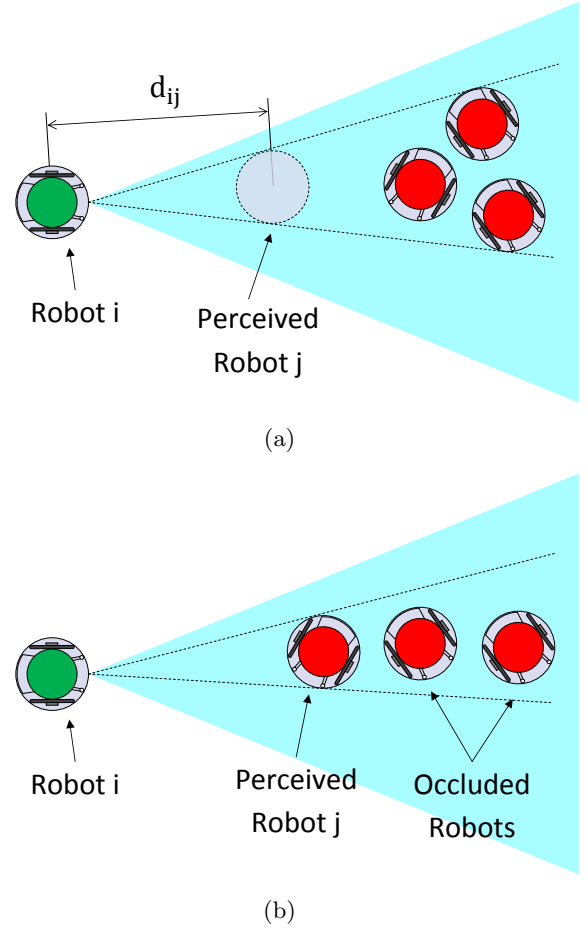 d_ij
Robot i
Perceived
Robot j
(a)
Robot i
Perceived
Robot j
Occluded
Robots
(b)